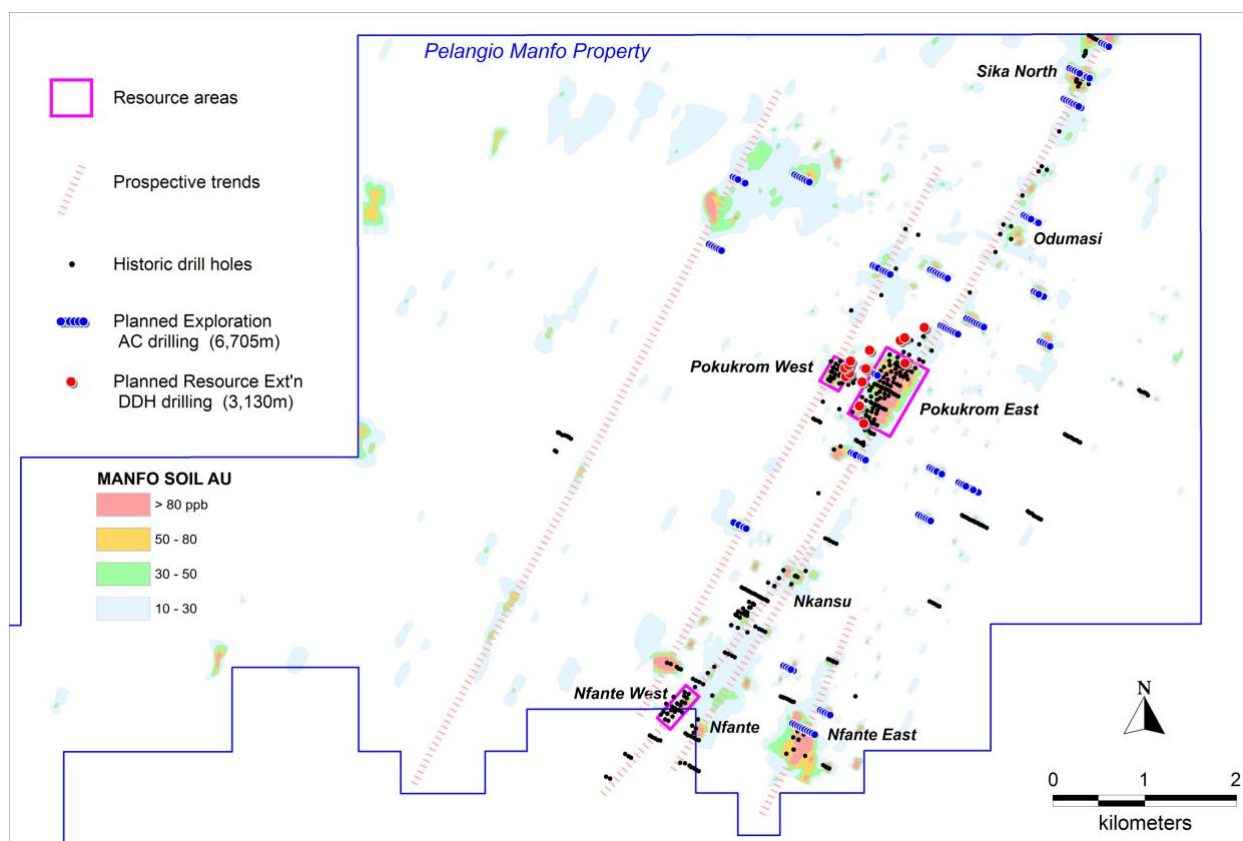 Pelangio Manfo Property
Resource areas
Prospective trends
Historic drill holes
Planned Exploration
AC drilling (6,705m)
Planned Resource Ext'n
DDH drilling (3,130m)
MANFO SOIL AU
> 80 ppb
50 - 80
30 - 50
10 - 30
Sika North
Odumasi
Pokukrom West
Pokukrom East
Nkansu
Nfante West
Nfante
Nfante East
N
0 1 2
kilometers